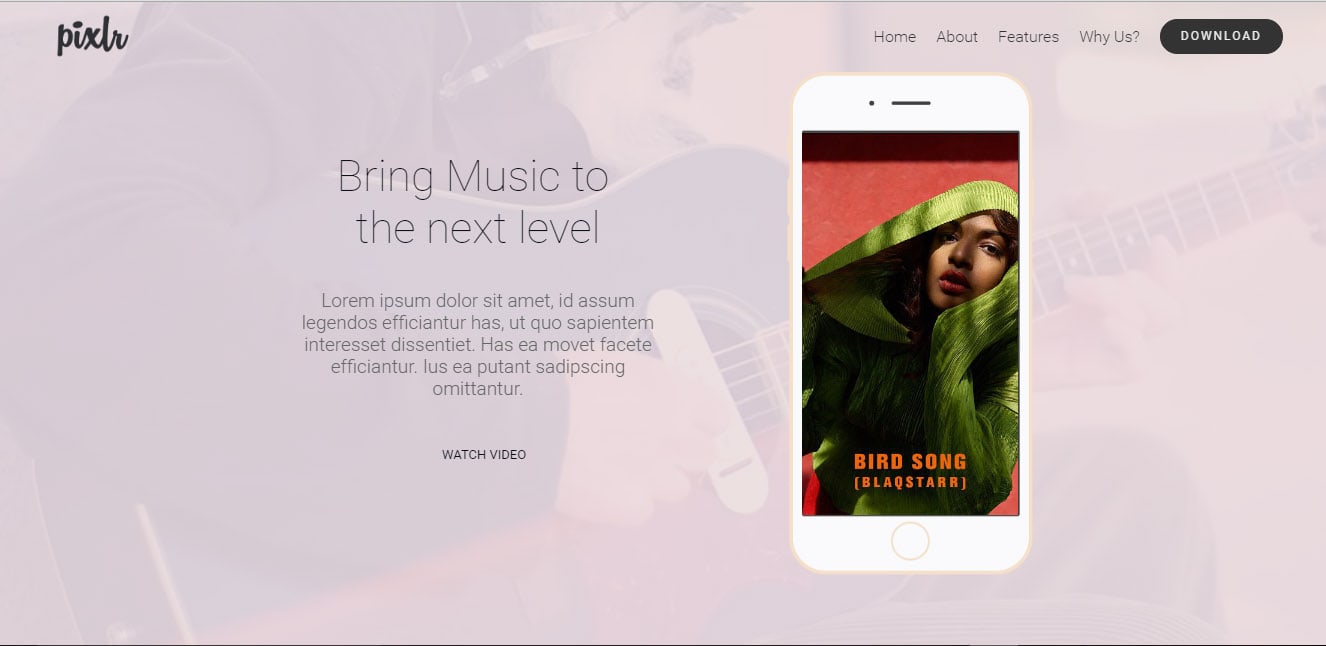 pixlr
Home About Features Why Us? DOWNLOAD
Bring Music to
the next level
Lorem ipsum dolor sit amet, id assum
legendos efficiantur has, ut quo sapientem
interesset dissentiet. Has ea movet facete
efficiantur. Ius ea putant sadipscing
omittantur.
WATCH VIDEO
BIRD SONG
(BLAQSTARR)